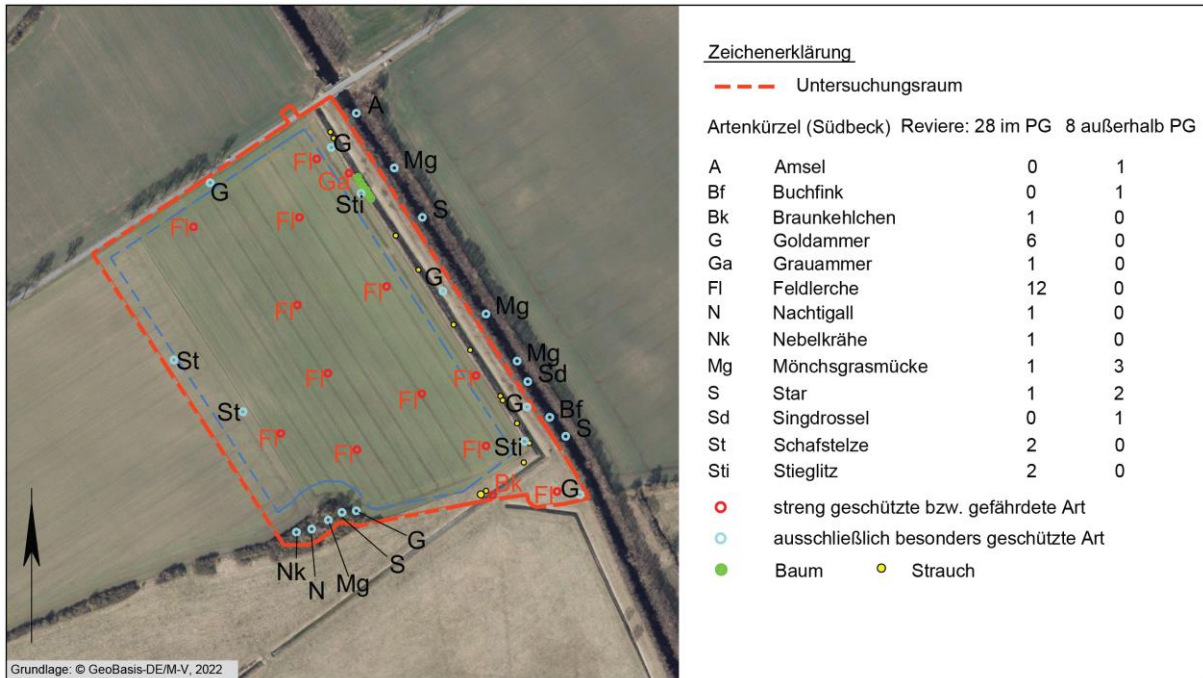 A
G
Mg
Fl
Ga
G
Sti
S
Fl
Fl
G
Fl
Mg
Fl
St
Mg
Fl
Fl
Sd
St
Fl
G
Bf
S
Fl
Fl
Fl
Sti
Bk
Fl
G
G
Nk
N
Mg
S
Grundlage: © GeoBasis-DE/M-V, 2022
Zeichenerklärung
Untersuchungsraum
Artenkürzel (Südbeck) Reviere: 28 im PG 8 außerhalb PG
A Amsel 0 1
Bf Buchfink 0 1
Bk Braunkehlchen 1 0
G Goldammer 6 0
Ga Grauammer 1 0
Fl Feldlerche 12 0
N Nachtigall 1 0
Nk Nebelkrähe 1 0
Mg Mönchsgrasmücke 1 3
S Star 1 2
Sd Singdrossel 0 1
St Schafstelze 2 0
Sti Stieglitz 2 0
streng geschützte bzw. gefährdete Art
ausschließlich besonders geschützte Art
Baum Strauch